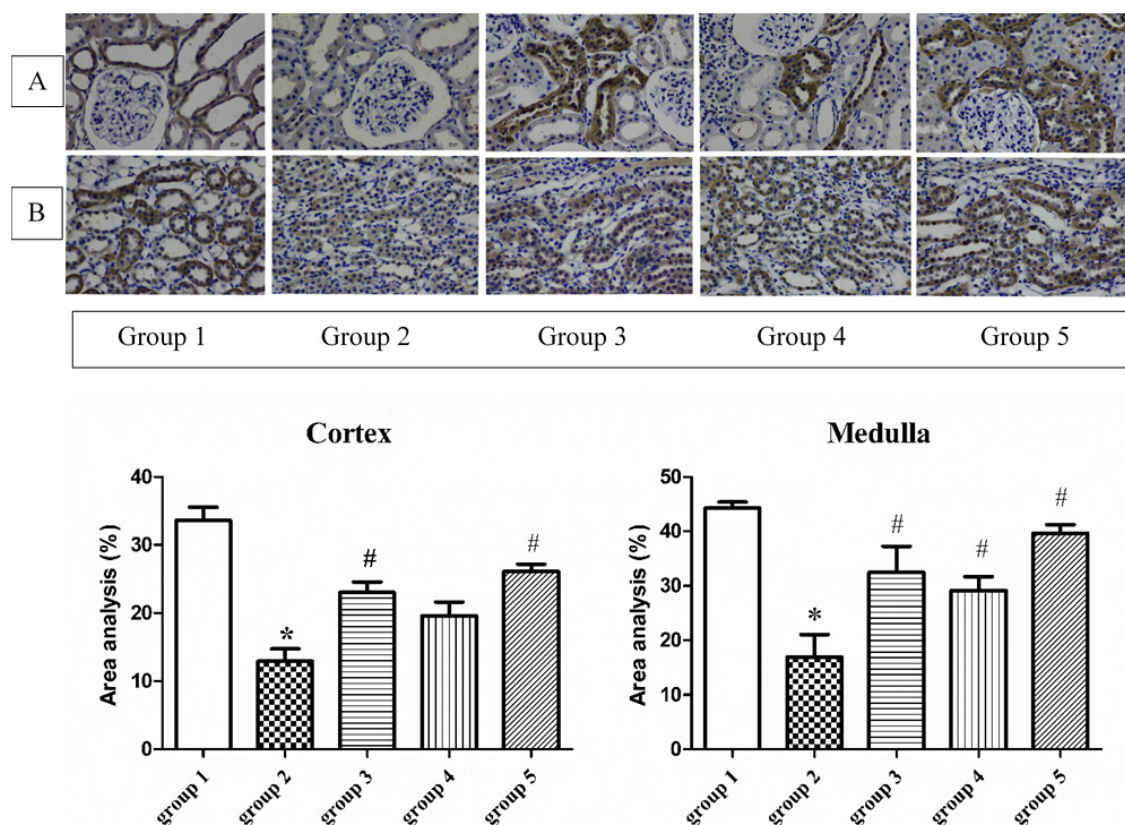 A
B
Group 1 Group 2 Group 3 Group 4 Group 5
Cortex
Area analysis (%)
40
30
20
10
0
*
#
#
group 1
group 2
group 3
group 4
group 5
Medulla
Area analysis (%)
50
40
30
20
10
0
*
#
#
#
group 1
group 2
group 3
group 4
group 5